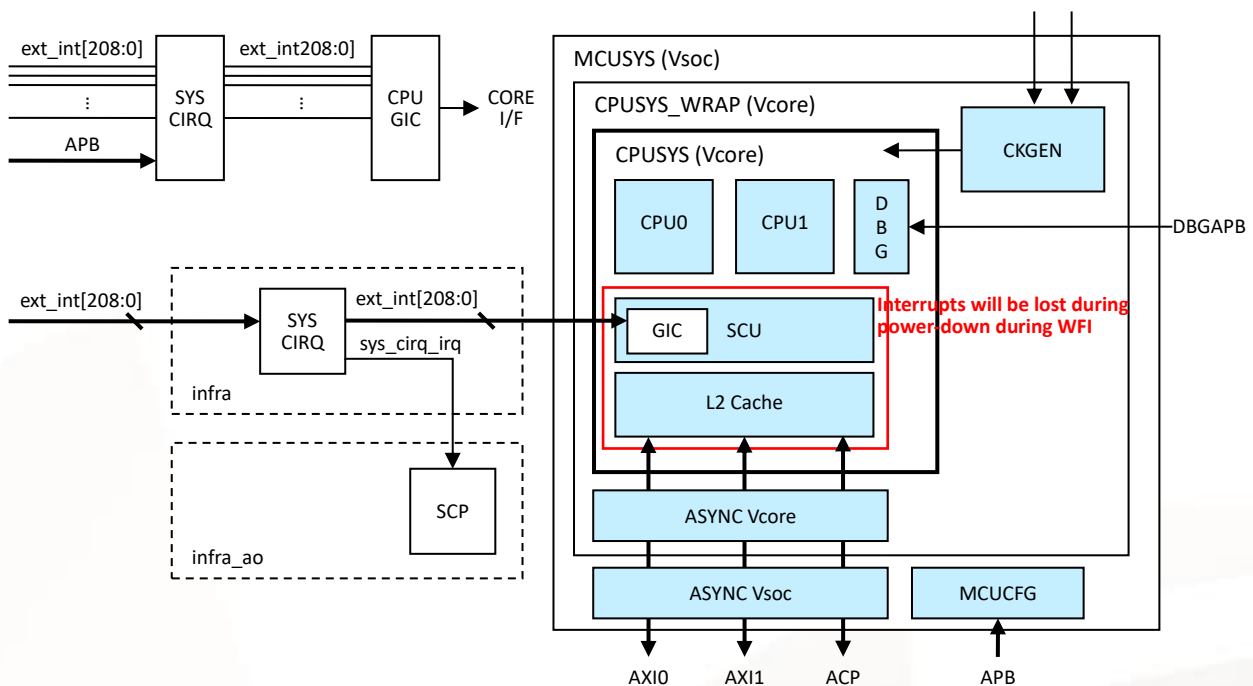 ext_int[208:0]
ext_int208:0]
...
...
SYS
CIRQ
CPU
GIC
CORE
I/F
APB
MCUSYS (Vsoc)
CPUSYS_WRAP (Vcore)
CPUSYS (Vcore)
CKGEN
CPU0
CPU1
D
B
G
DBGAPB
ext_int[208:0]
SYS
CIRQ
ext_int[208:0]
sys_cirq_irq
infra
GIC
SCU
Interrupts will be lost during
power-down during WFI
L2 Cache
SCP
infra_ao
ASYNC Vcore
ASYNC Vsoc
MCUCFG
AXI0
AXI1
ACP
APB